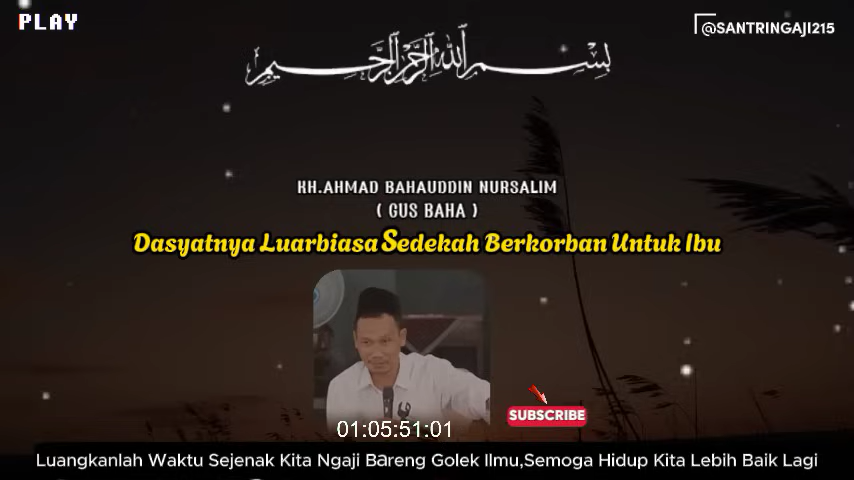 PLAY
@SANTRINGAJI215
بسم الله الرحمن الرحيم
KH.AHMAD BAHAUDDIN NURSALIM
( GUS BAHA )
Dasyatnya Luarbiasa Sedekah Berkorban Untuk Ibu
01:05:51:01
SUBSCRIBE
Luangkanlah Waktu Sejenak Kita Ngaji Bareng Golek Ilmu,Semoga Hidup Kita Lebih Baik Lagi